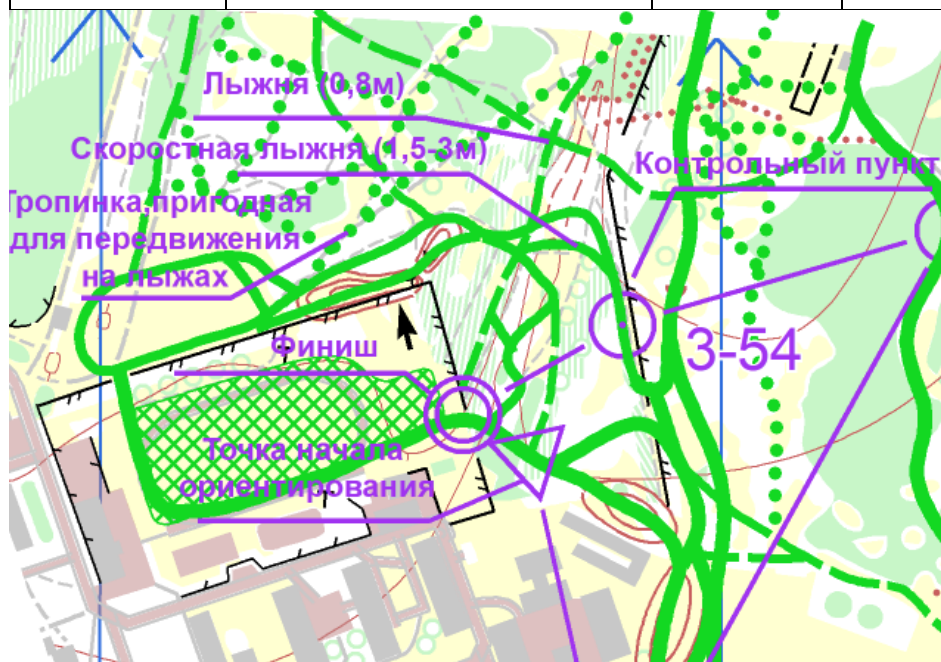 Лыжня (0,8м)
Скоростная лыжня (1,5-3м)
Контрольный пункт
Тропинка,пригодная
для передвижения
на лыжах
Финиш
3-54
Точка начала
ориентирования